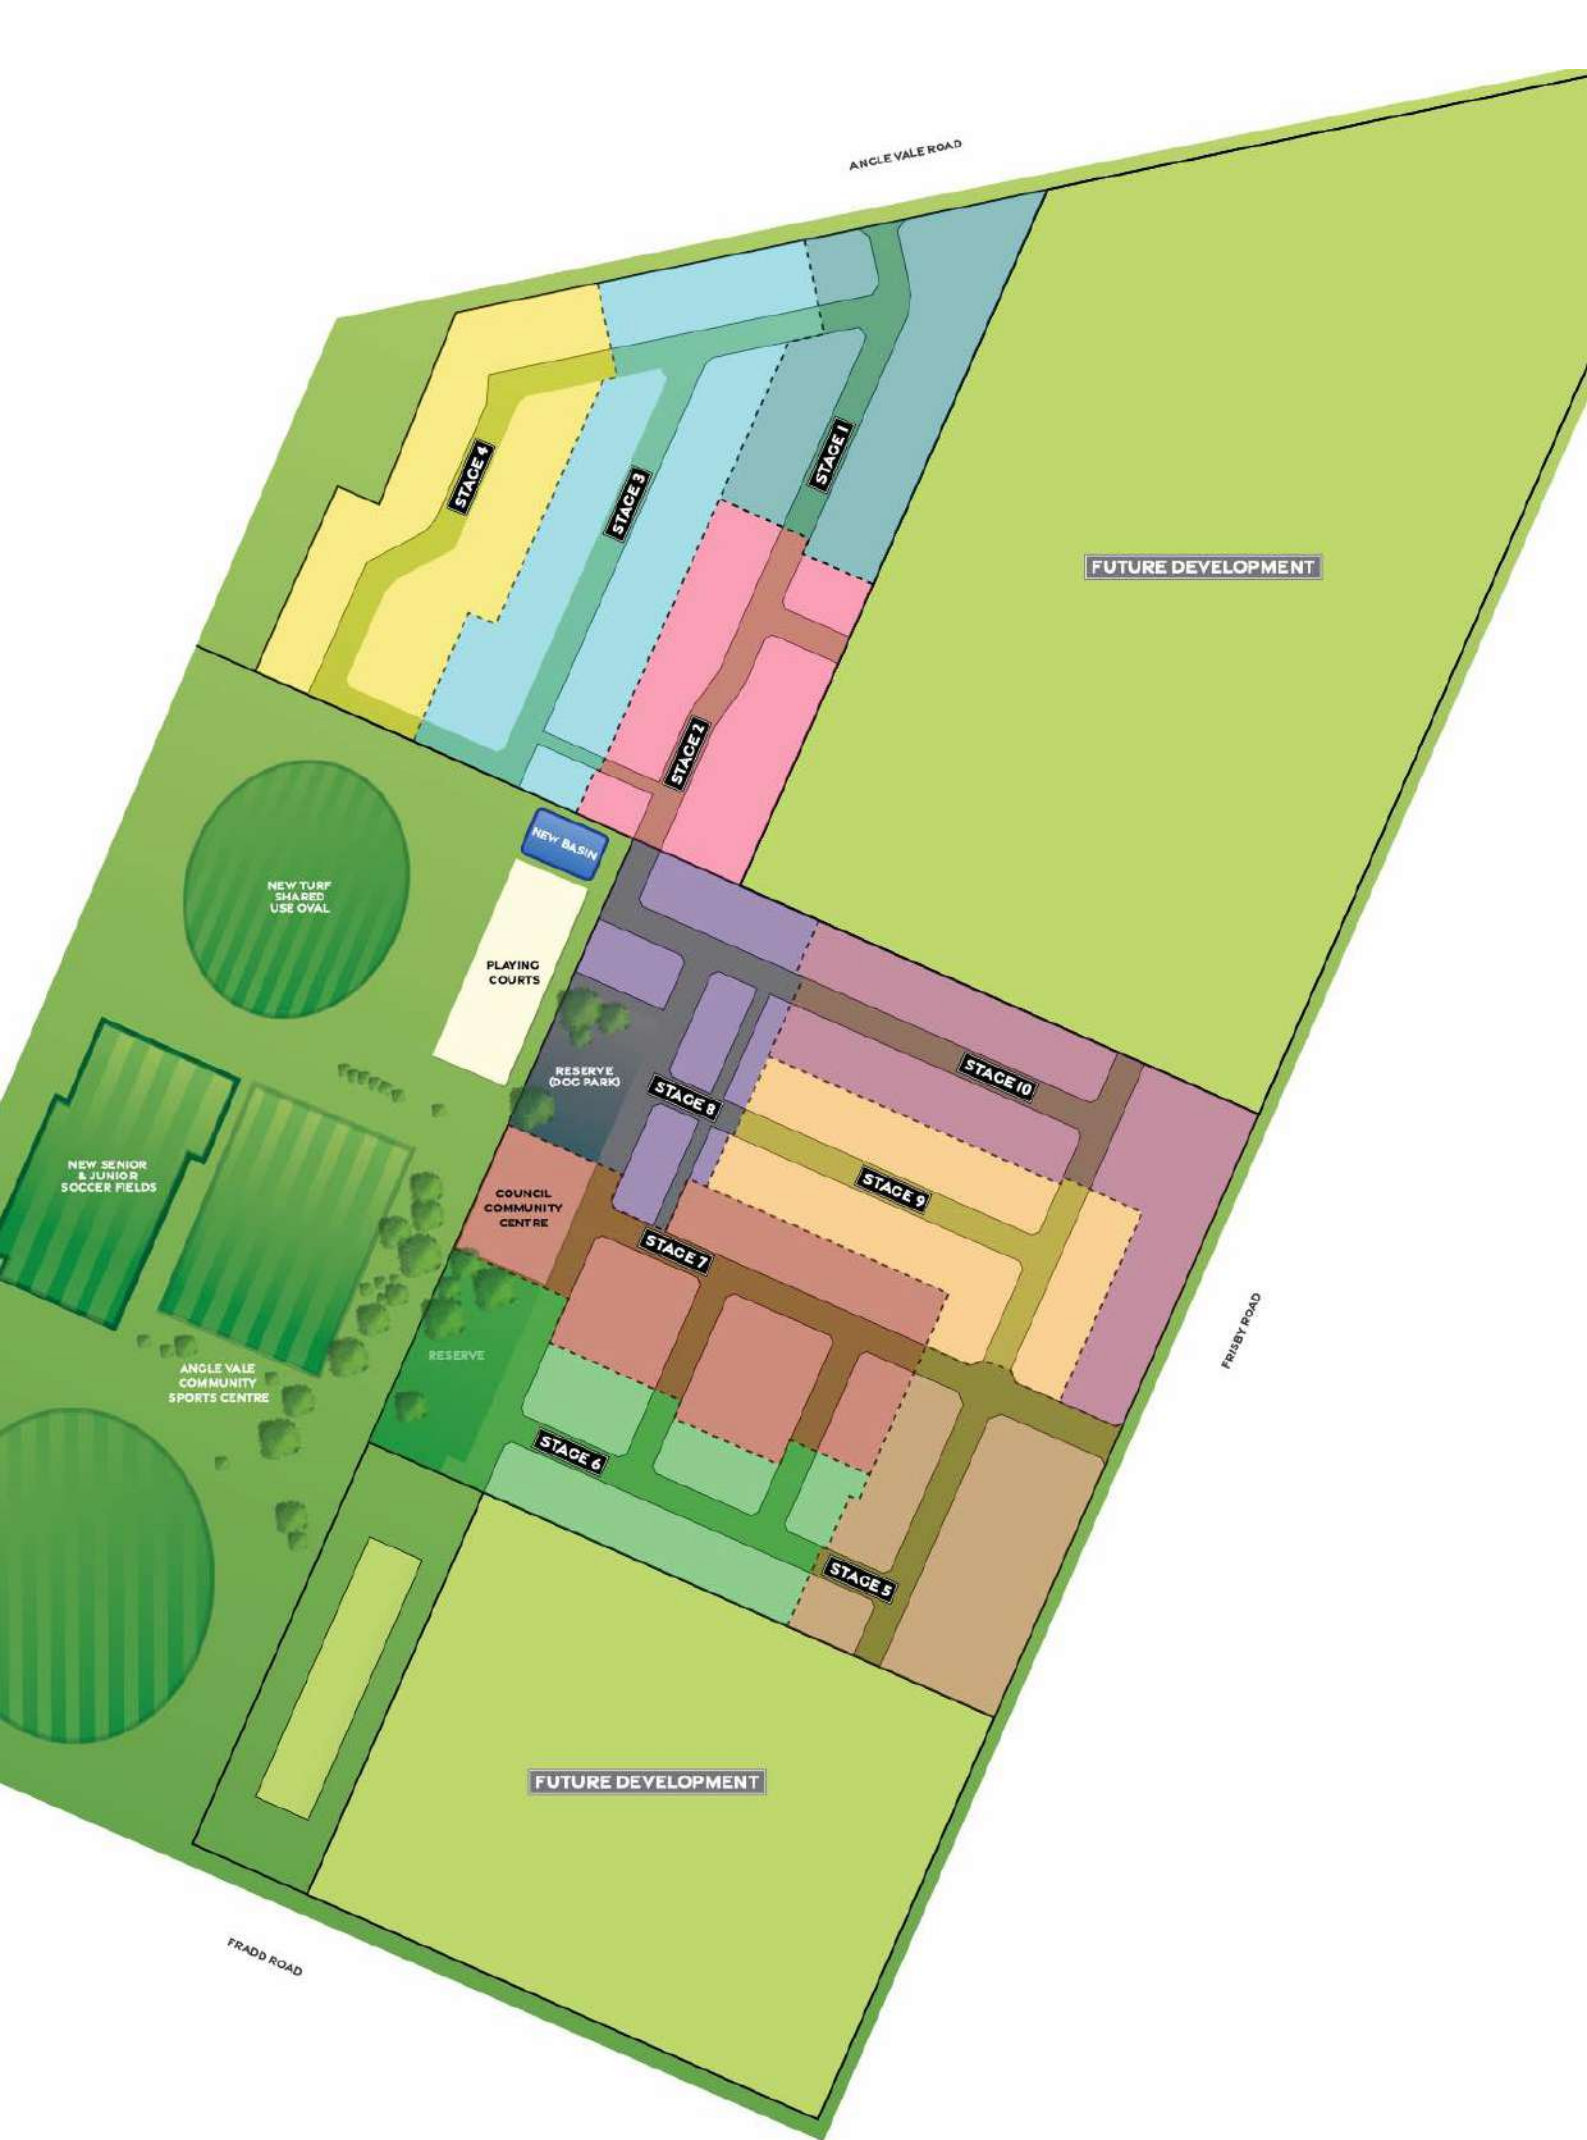 ANGLE VALE ROAD
STAGE 1
STAGE 4
STAGE 3
FUTURE DEVELOPMENT
STAGE 2
NEW BASIN
NEW TURF
SHARED
USE OVAL
PLAYING
COURTS
RESERVE
(DOG PARK)
STAGE 10
STAGE 8
NEW SENIOR
& JUNIOR
SOCCER FIELDS
STAGE 9
COUNCIL
COMMUNITY
CENTRE
STAGE 7
FRISBY ROAD
RESERVE
ANGLE VALE
COMMUNITY
SPORTS CENTRE
STAGE 6
STAGE 5
FUTURE DEVELOPMENT
FRADD ROAD